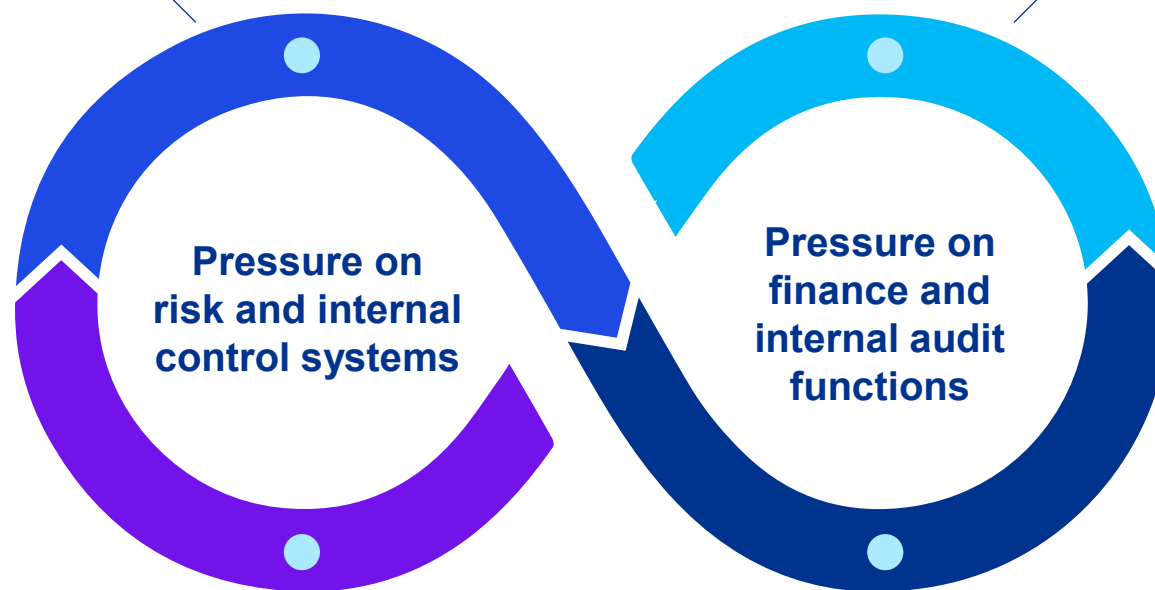 Pressure on
risk and internal
control systems
Pressure on
finance and
internal audit
functions